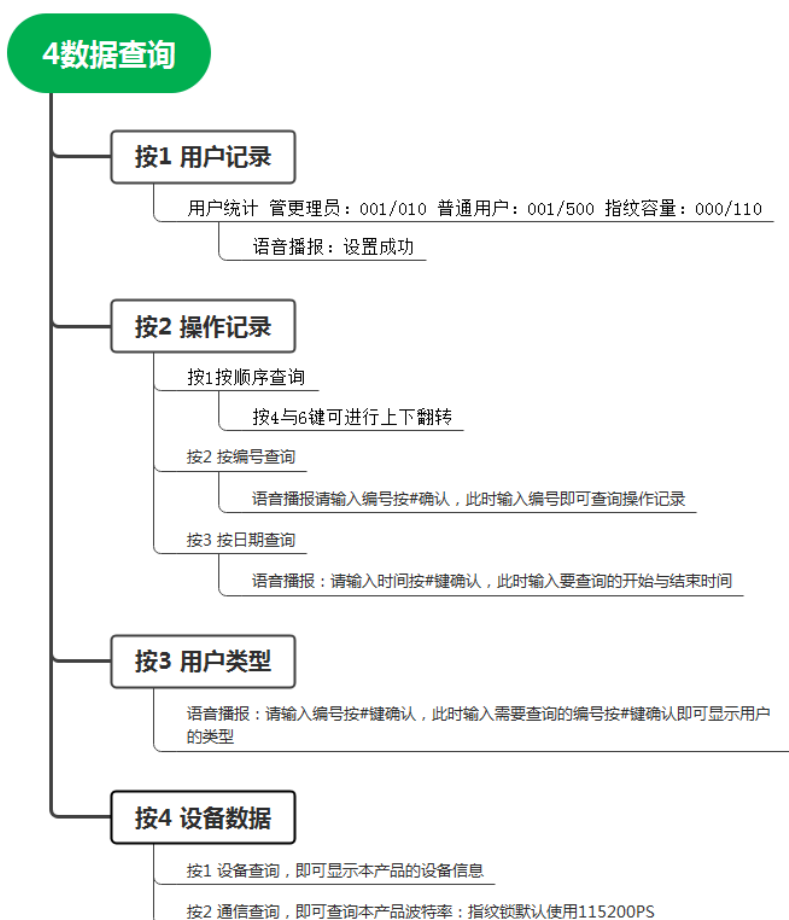 4数据查询
按1 用户记录
用户统计 管更理员：001/010 普通用户：001/500 指纹容量：000/110
语音播报：设置成功
按2 操作记录
按1按顺序查询
按4与6键可进行上下翻转
按2 按编号查询
语音播报请输入编号按#确认，此时输入编号即可查询操作记录
按3 按日期查询
语音播报：请输入时间按#键确认，此时输入要查询的开始与结束时间
按3 用户类型
语音播报：请输入编号按#键确认，此时输入需要查询的编号按#键确认即可显示用户
的类型
按4 设备数据
按1 设备查询，即可显示本产品的设备信息
按2 通信查询，即可查询本产品波特率：指纹锁默认使用115200PS